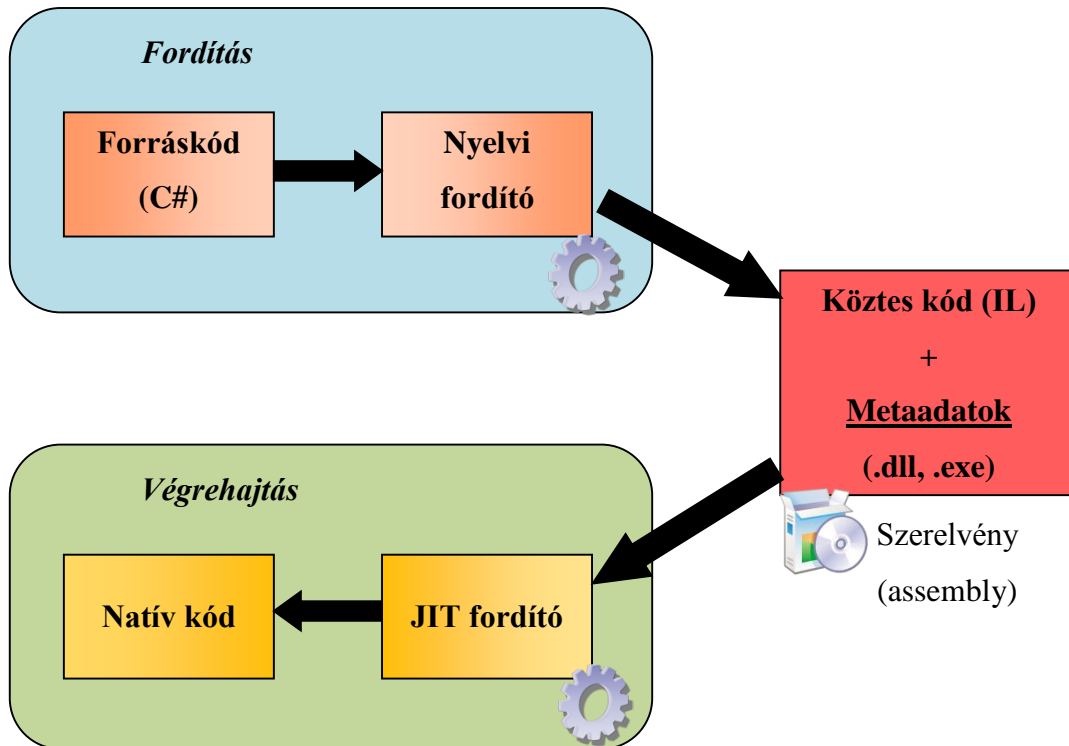 Fordítás
Forráskód
(C#)
Nyelvi
fordító
Köztes kód (IL)
+
Metaadatok
(.dll, .exe)
Szerelvény
(assembly)
Végrehajtás
Natív kód
JIT fordító